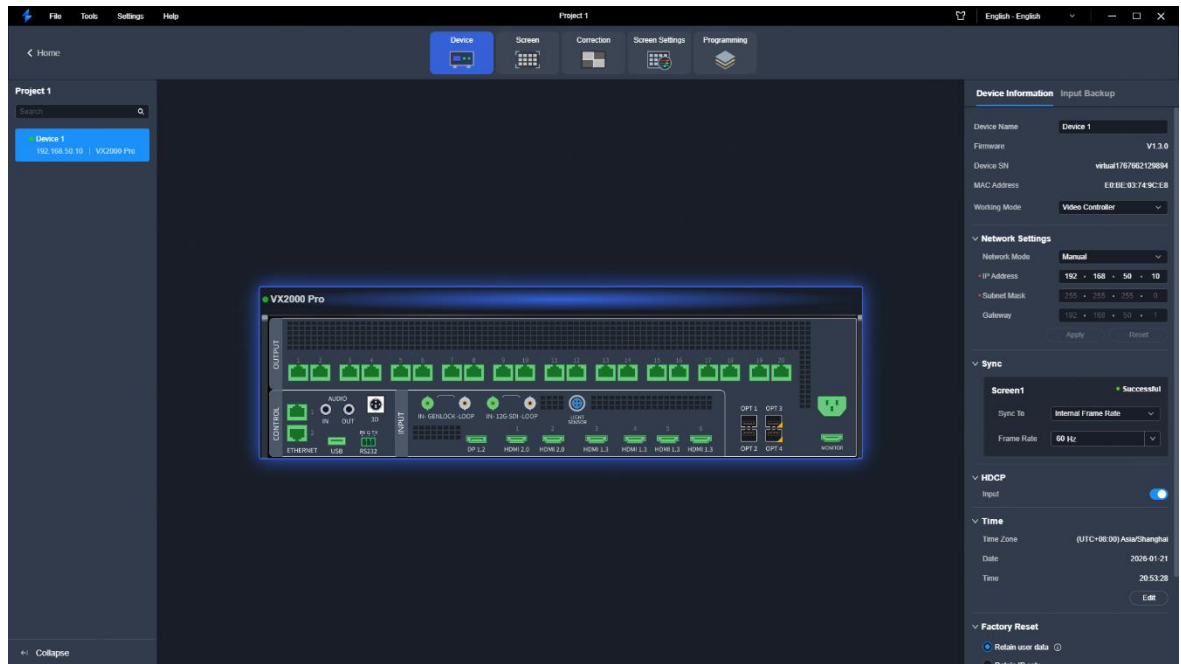 File Tools Settings Help Project 1 English - English
Home
Device Screen Correction Screen Settings Programming
Project 1
Search
Device 1
192.168.50.10 | VX2000 Pro
Collapse
VX2000 Pro
OUTPUT
1 2 3 4 5 6 7 8 9 10 11 12 13 14 15 16 17 18 19 20
CONTROL
AUDIO
1
2
IN OUT 3D
ETHERNET USB RS232
INPUT
IN- GENLOCK -LOOP IN- 12G-SDI -LOOP
LIGHT
SENSOR
1 2 3 4 5 6
DP 1.2 HDMI 2.0 HDMI 2.0 HDMI 1.3 HDMI 1.3 HDMI 1.3 HDMI 1.3
OPT 1 OPT 3
OPT 2 OPT 4
MONITOR
Device Information Input Backup
Device Name Device 1
Firmware V1.3.0
Device SN virtual1767662129894
MAC Address E0:BE:03:74:9C:E8
Working Mode Video Controller
Network Settings
Network Mode Manual
*IP Address 192 • 168 • 50 • 10
*Subnet Mask 255 • 255 • 255 • 0
Gateway 192 • 168 • 50 • 1
Apply Reset
Sync
Screen1 Successful
Sync To Internal Frame Rate
Frame Rate 60 Hz
HDCP
Input
Time
Time Zone (UTC+08:00) Asia/Shanghai
Date 2026-01-21
Time 20:53:28
Edit
Factory Reset
Retain user data